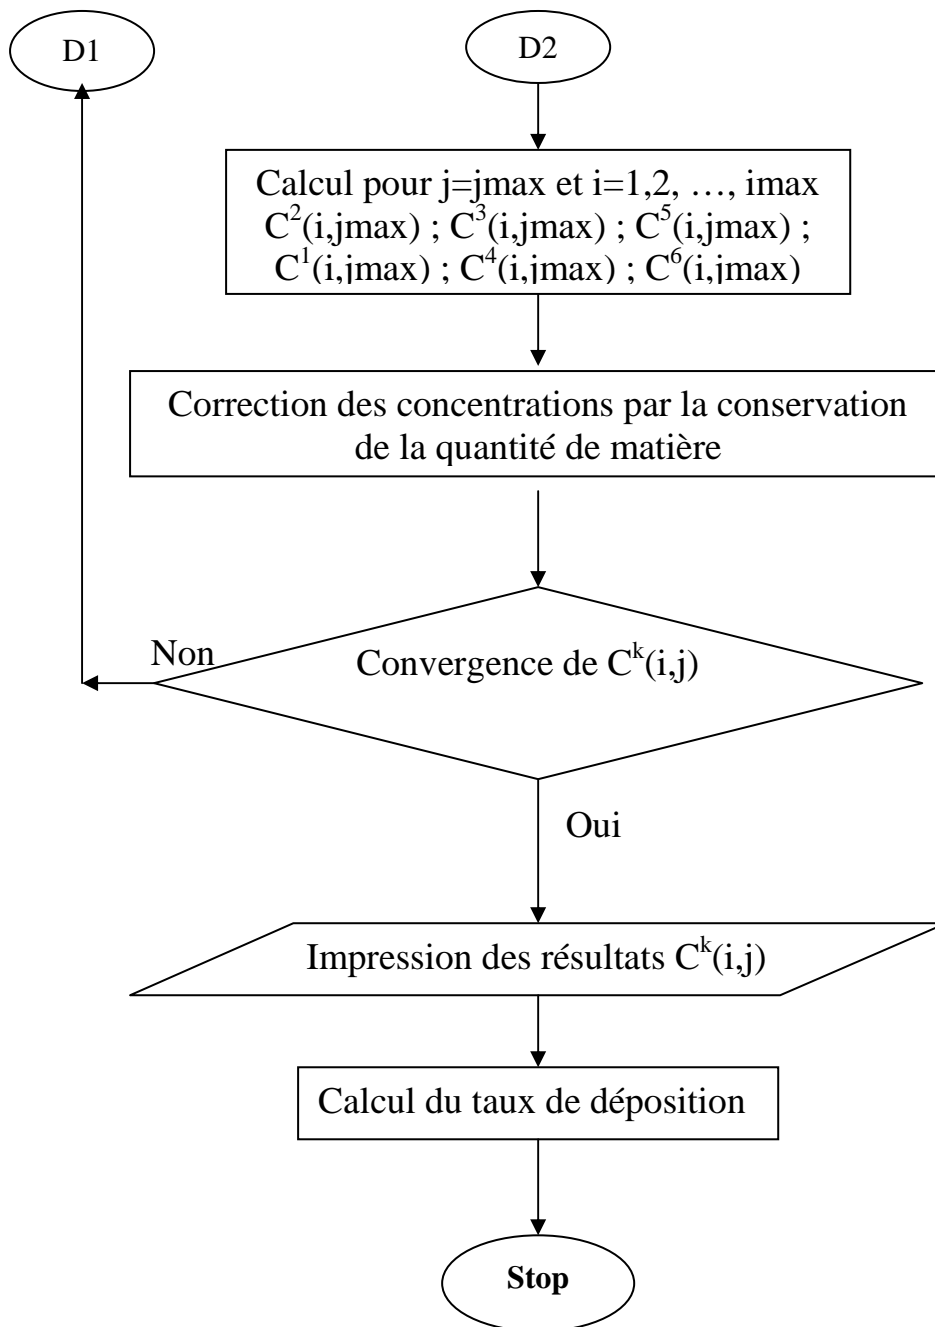 D1
D2
Calcul pour j=jmax et i=1,2, …, imax
C²(i,jmax) ; C³(i,jmax) ; C⁵(i,jmax) ;
C¹(i,jmax) ; C⁴(i,jmax) ; C⁶(i,jmax)
Correction des concentrations par la conservation
de la quantité de matière
Non
Convergence de Cᵏ(i,j)
Oui
Impression des résultats Cᵏ(i,j)
Calcul du taux de déposition
Stop